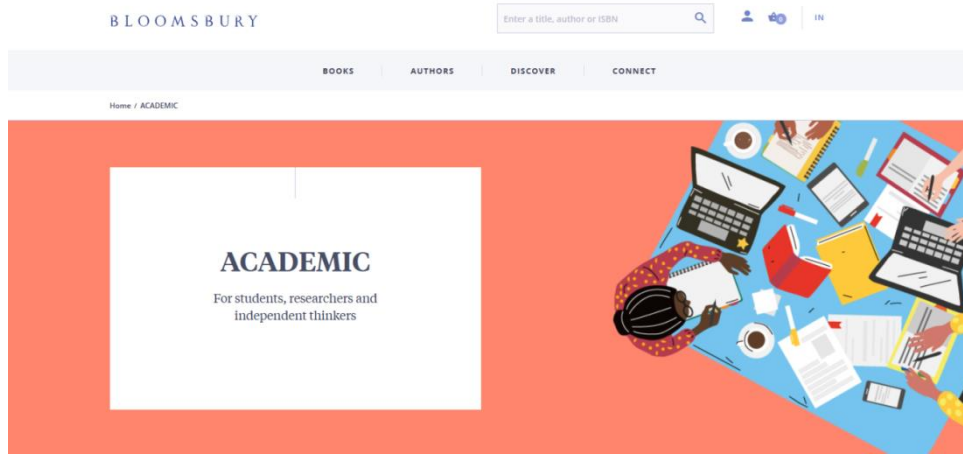 BLOOMSBURY
Enter a title, author or ISBN
0
IN
BOOKS AUTHORS DISCOVER CONNECT
Home / ACADEMIC
ACADEMIC
For students, researchers and
independent thinkers